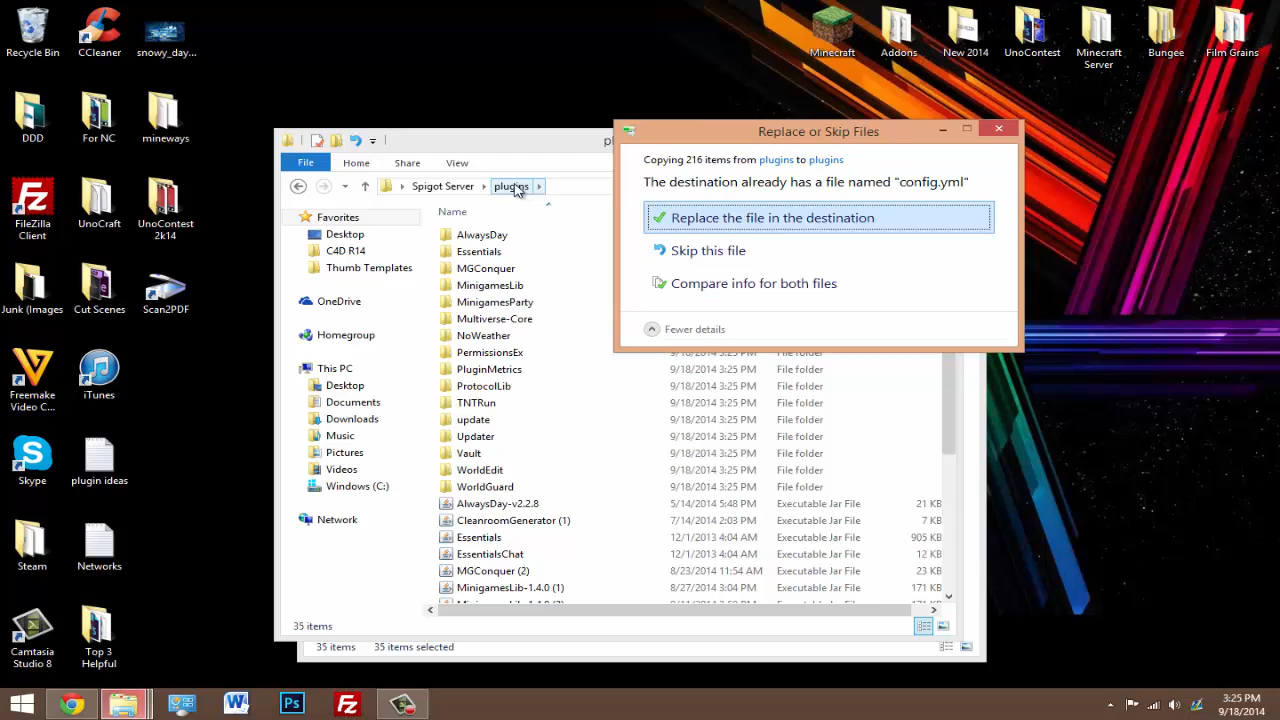 Recycle Bin
CCleaner
snowy_day...
Minecraft
Addons
New 2014
UnoContest
Minecraft
Server
Bungee
Film Grains
DDD
For NC
mineways
FileZilla
Client
UnoCraft
UnoContest
2k14
Junk (Images
Cut Scenes
Scan2PDF
Freemake
Video C...
iTunes
Skype
plugin ideas
Steam
Networks
Camtasia
Studio 8
Top 3
Helpful
File
Home
Share
View
Spigot Server
plugins
Replace or Skip Files
Copying 216 items from plugins to plugins
The destination already has a file named "config.yml"
Replace the file in the destination
Skip this file
Compare info for both files
Fewer details
Favorites
Desktop
C4D R14
Thumb Templates
OneDrive
Homegroup
This PC
Desktop
Documents
Downloads
Music
Pictures
Videos
Windows (C:)
Network
Name
AlwaysDay
Essentials
MGConquer
MinigamesLib
MinigamesParty
Multiverse-Core
NoWeather
PermissionsEx 9/18/2014 3:25 PM File folder
PluginMetrics 9/18/2014 3:25 PM File folder
ProtocolLib 9/18/2014 3:25 PM File folder
TNTRun 9/18/2014 3:25 PM File folder
update 9/18/2014 3:25 PM File folder
Updater 9/18/2014 3:25 PM File folder
Vault 9/18/2014 3:25 PM File folder
WorldEdit 9/18/2014 3:25 PM File folder
WorldGuard 9/18/2014 3:25 PM File folder
AlwaysDay-v2.2.8 5/14/2014 5:48 PM Executable Jar File 21 KB
CleanroomGenerator (1) 7/14/2014 2:03 PM Executable Jar File 7 KB
Essentials 12/1/2013 4:04 AM Executable Jar File 905 KB
EssentialsChat 12/1/2013 4:04 AM Executable Jar File 12 KB
MGConquer (2) 8/23/2014 11:54 AM Executable Jar File 23 KB
MinigamesLib-1.4.0 (1) 8/27/2014 3:04 PM Executable Jar File 171 KB
35 items
35 items 35 items selected
3:25 PM
9/18/2014